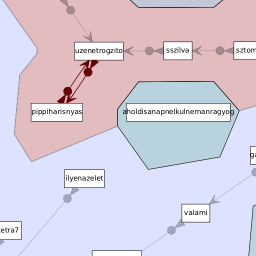 uzenetrogzito
sszilva
sztom
pippiharisnyas
aholdisanapnelkulnemanragyog
ilyenazelet
ga
valami
etra7